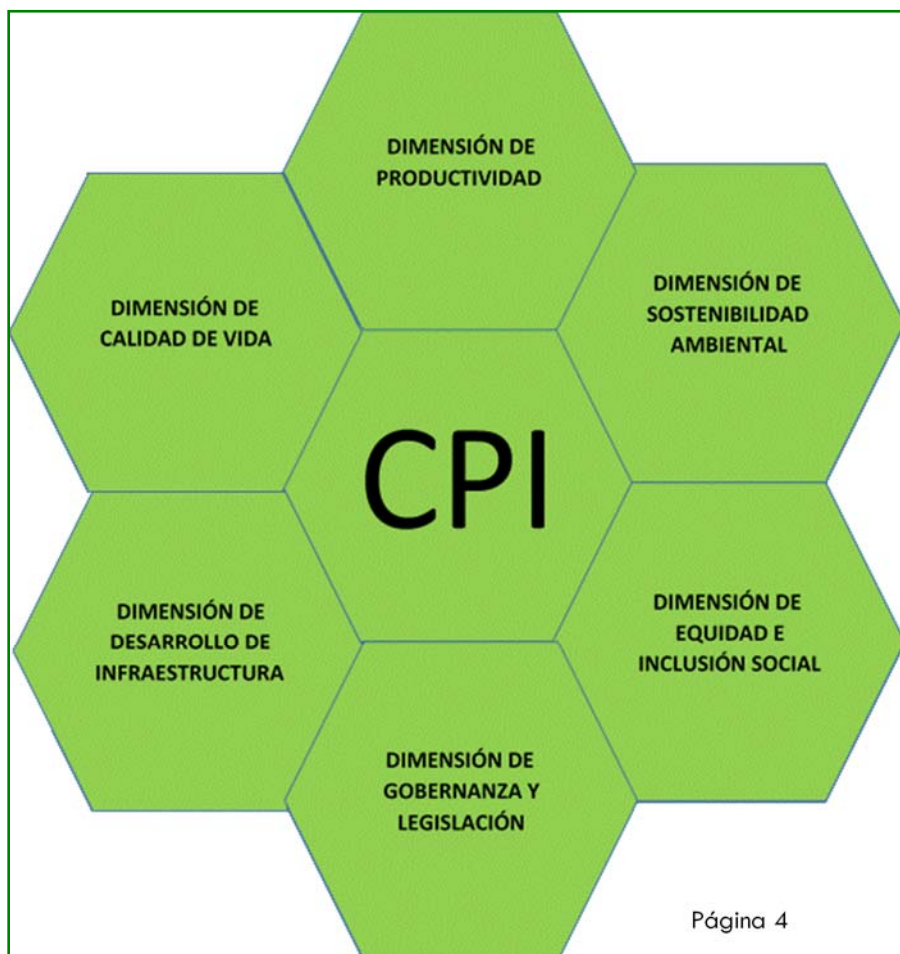 DIMENSIÓN DE
PRODUCTIVIDAD
DIMENSIÓN DE
CALIDAD DE VIDA
DIMENSIÓN DE
SOSTENIBILIDAD
AMBIENTAL
CPI
DIMENSIÓN DE
DESARROLLO DE
INFRAESTRUCTURA
DIMENSIÓN DE
EQUIDAD E
INCLUSIÓN SOCIAL
DIMENSIÓN DE
GOBERNANZA Y
LEGISLACIÓN
Página 4